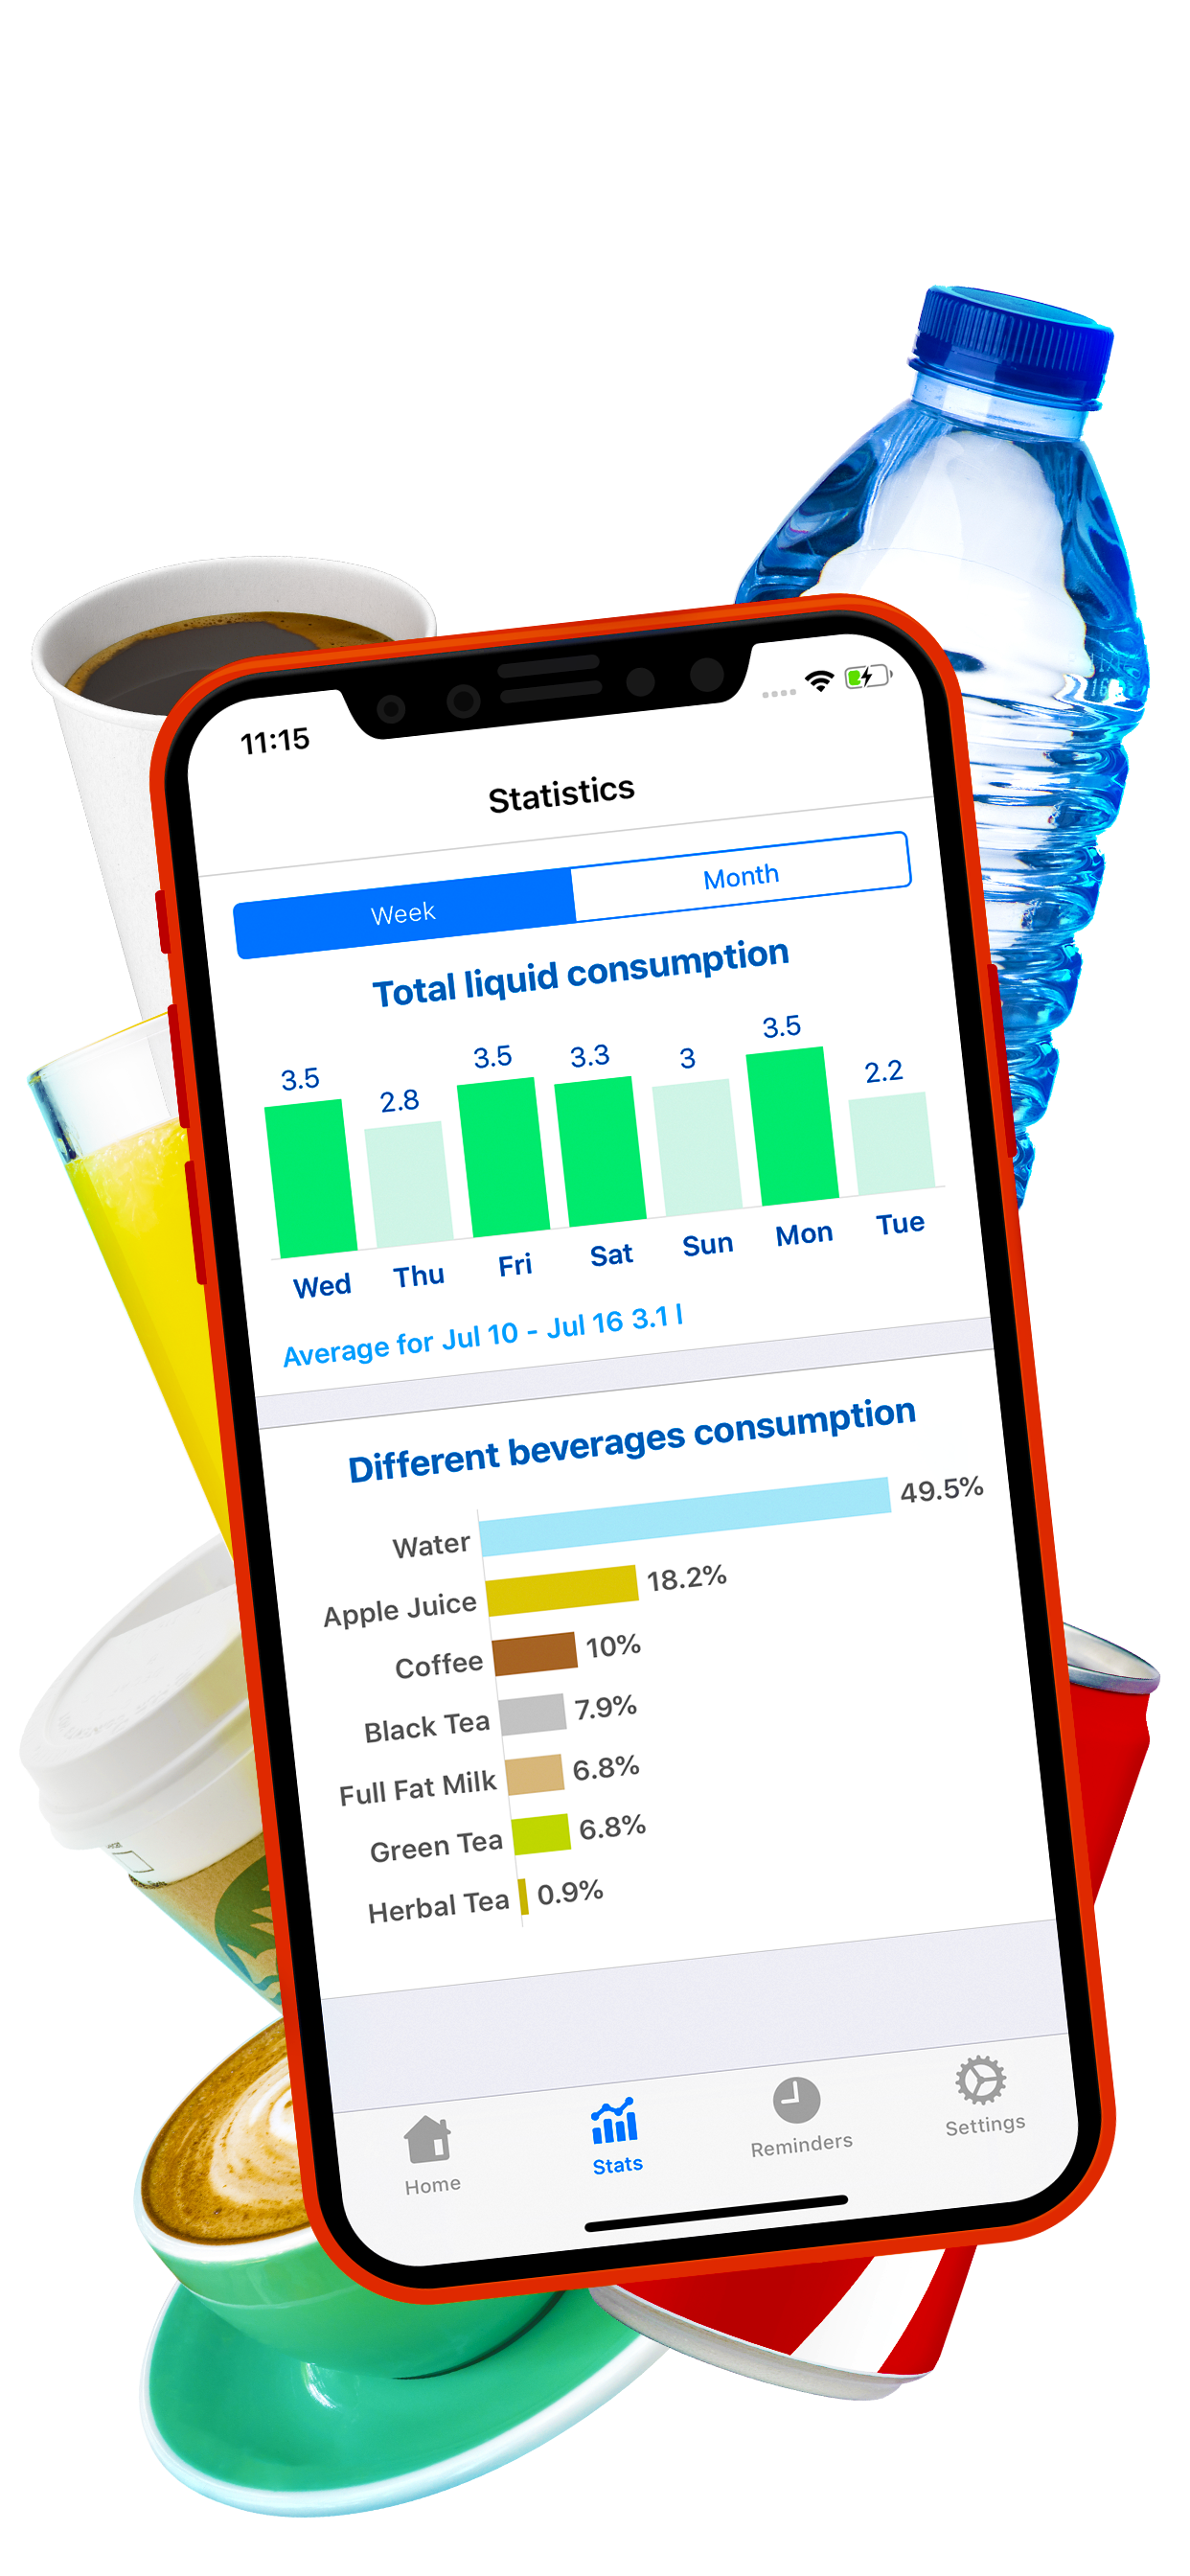 11:15
Statistics
Week Month
Total liquid consumption
3.5 2.8 3.5 3.3 3 3.5 2.2
Wed Thu Fri Sat Sun Mon Tue
Average for Jul 10 - Jul 16 3.1 l
Different beverages consumption
Water 49.5%
Apple Juice 18.2%
Coffee 10%
Black Tea 7.9%
Full Fat Milk 6.8%
Green Tea 6.8%
Herbal Tea 0.9%
Home Stats Reminders Settings